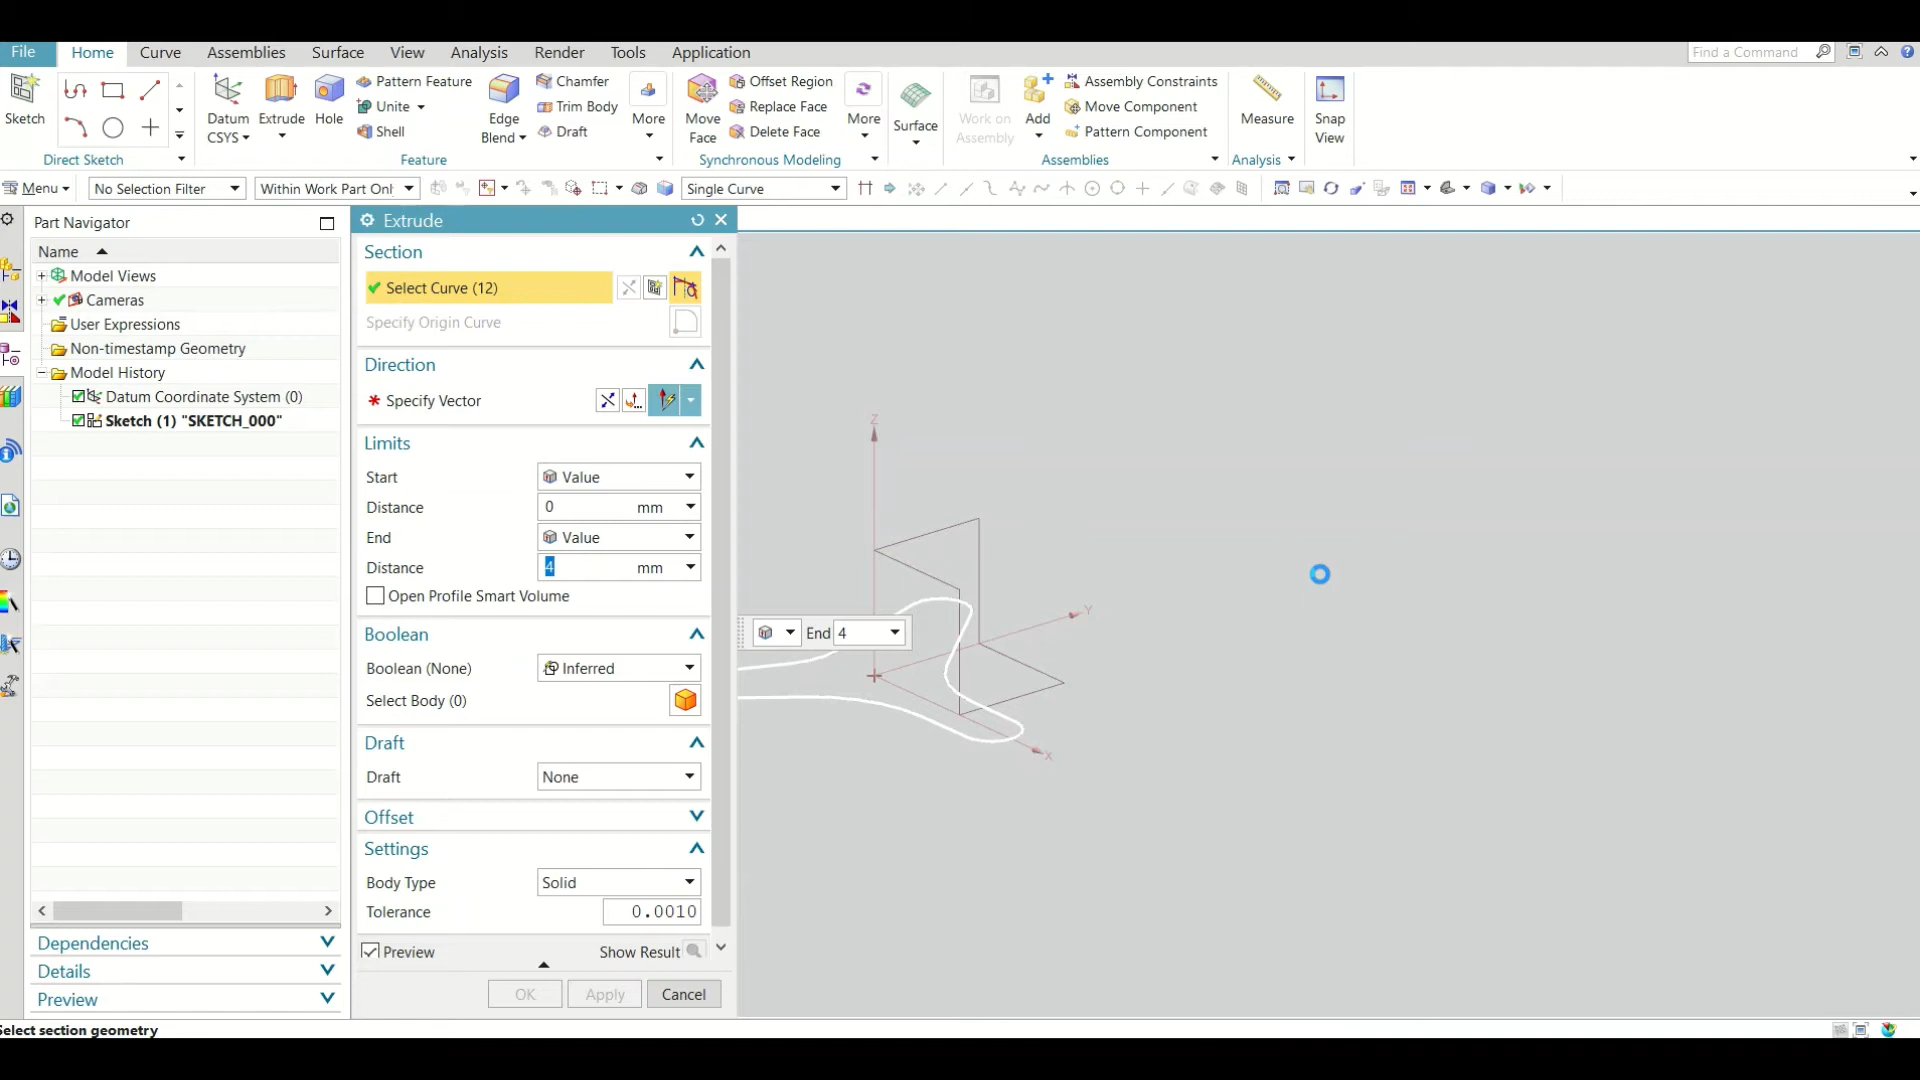 File Home Curve Assemblies Surface View Analysis Render Tools Application Find a Command
Sketch
Direct Sketch
Datum CSYS
Extrude
Hole
Pattern Feature
Unite
Shell
Edge Blend
Chamfer
Trim Body
Draft
More
Feature
Move Face
Offset Region
Replace Face
Delete Face
More
Synchronous Modeling
Surface
Work on Assembly
Add
Assembly Constraints
Move Component
Pattern Component
Assemblies
Measure
Analysis
Snap View
Menu No Selection Filter Within Work Part Onl Single Curve
Part Navigator
Name
Model Views
Cameras
User Expressions
Non-timestamp Geometry
Model History
Datum Coordinate System (0)
Sketch (1) "SKETCH_000"
Dependencies
Details
Preview
Extrude
Section
Select Curve (12)
Specify Origin Curve
Direction
* Specify Vector
Limits
Start Value
Distance 0 mm
End Value
Distance 4 mm
Open Profile Smart Volume
Boolean
Boolean (None) Inferred
Select Body (0)
Draft
Draft None
Offset
Settings
Body Type Solid
Tolerance 0.0010
Preview Show Result
OK Apply Cancel
Z
Y
End 4
X
Select section geometry